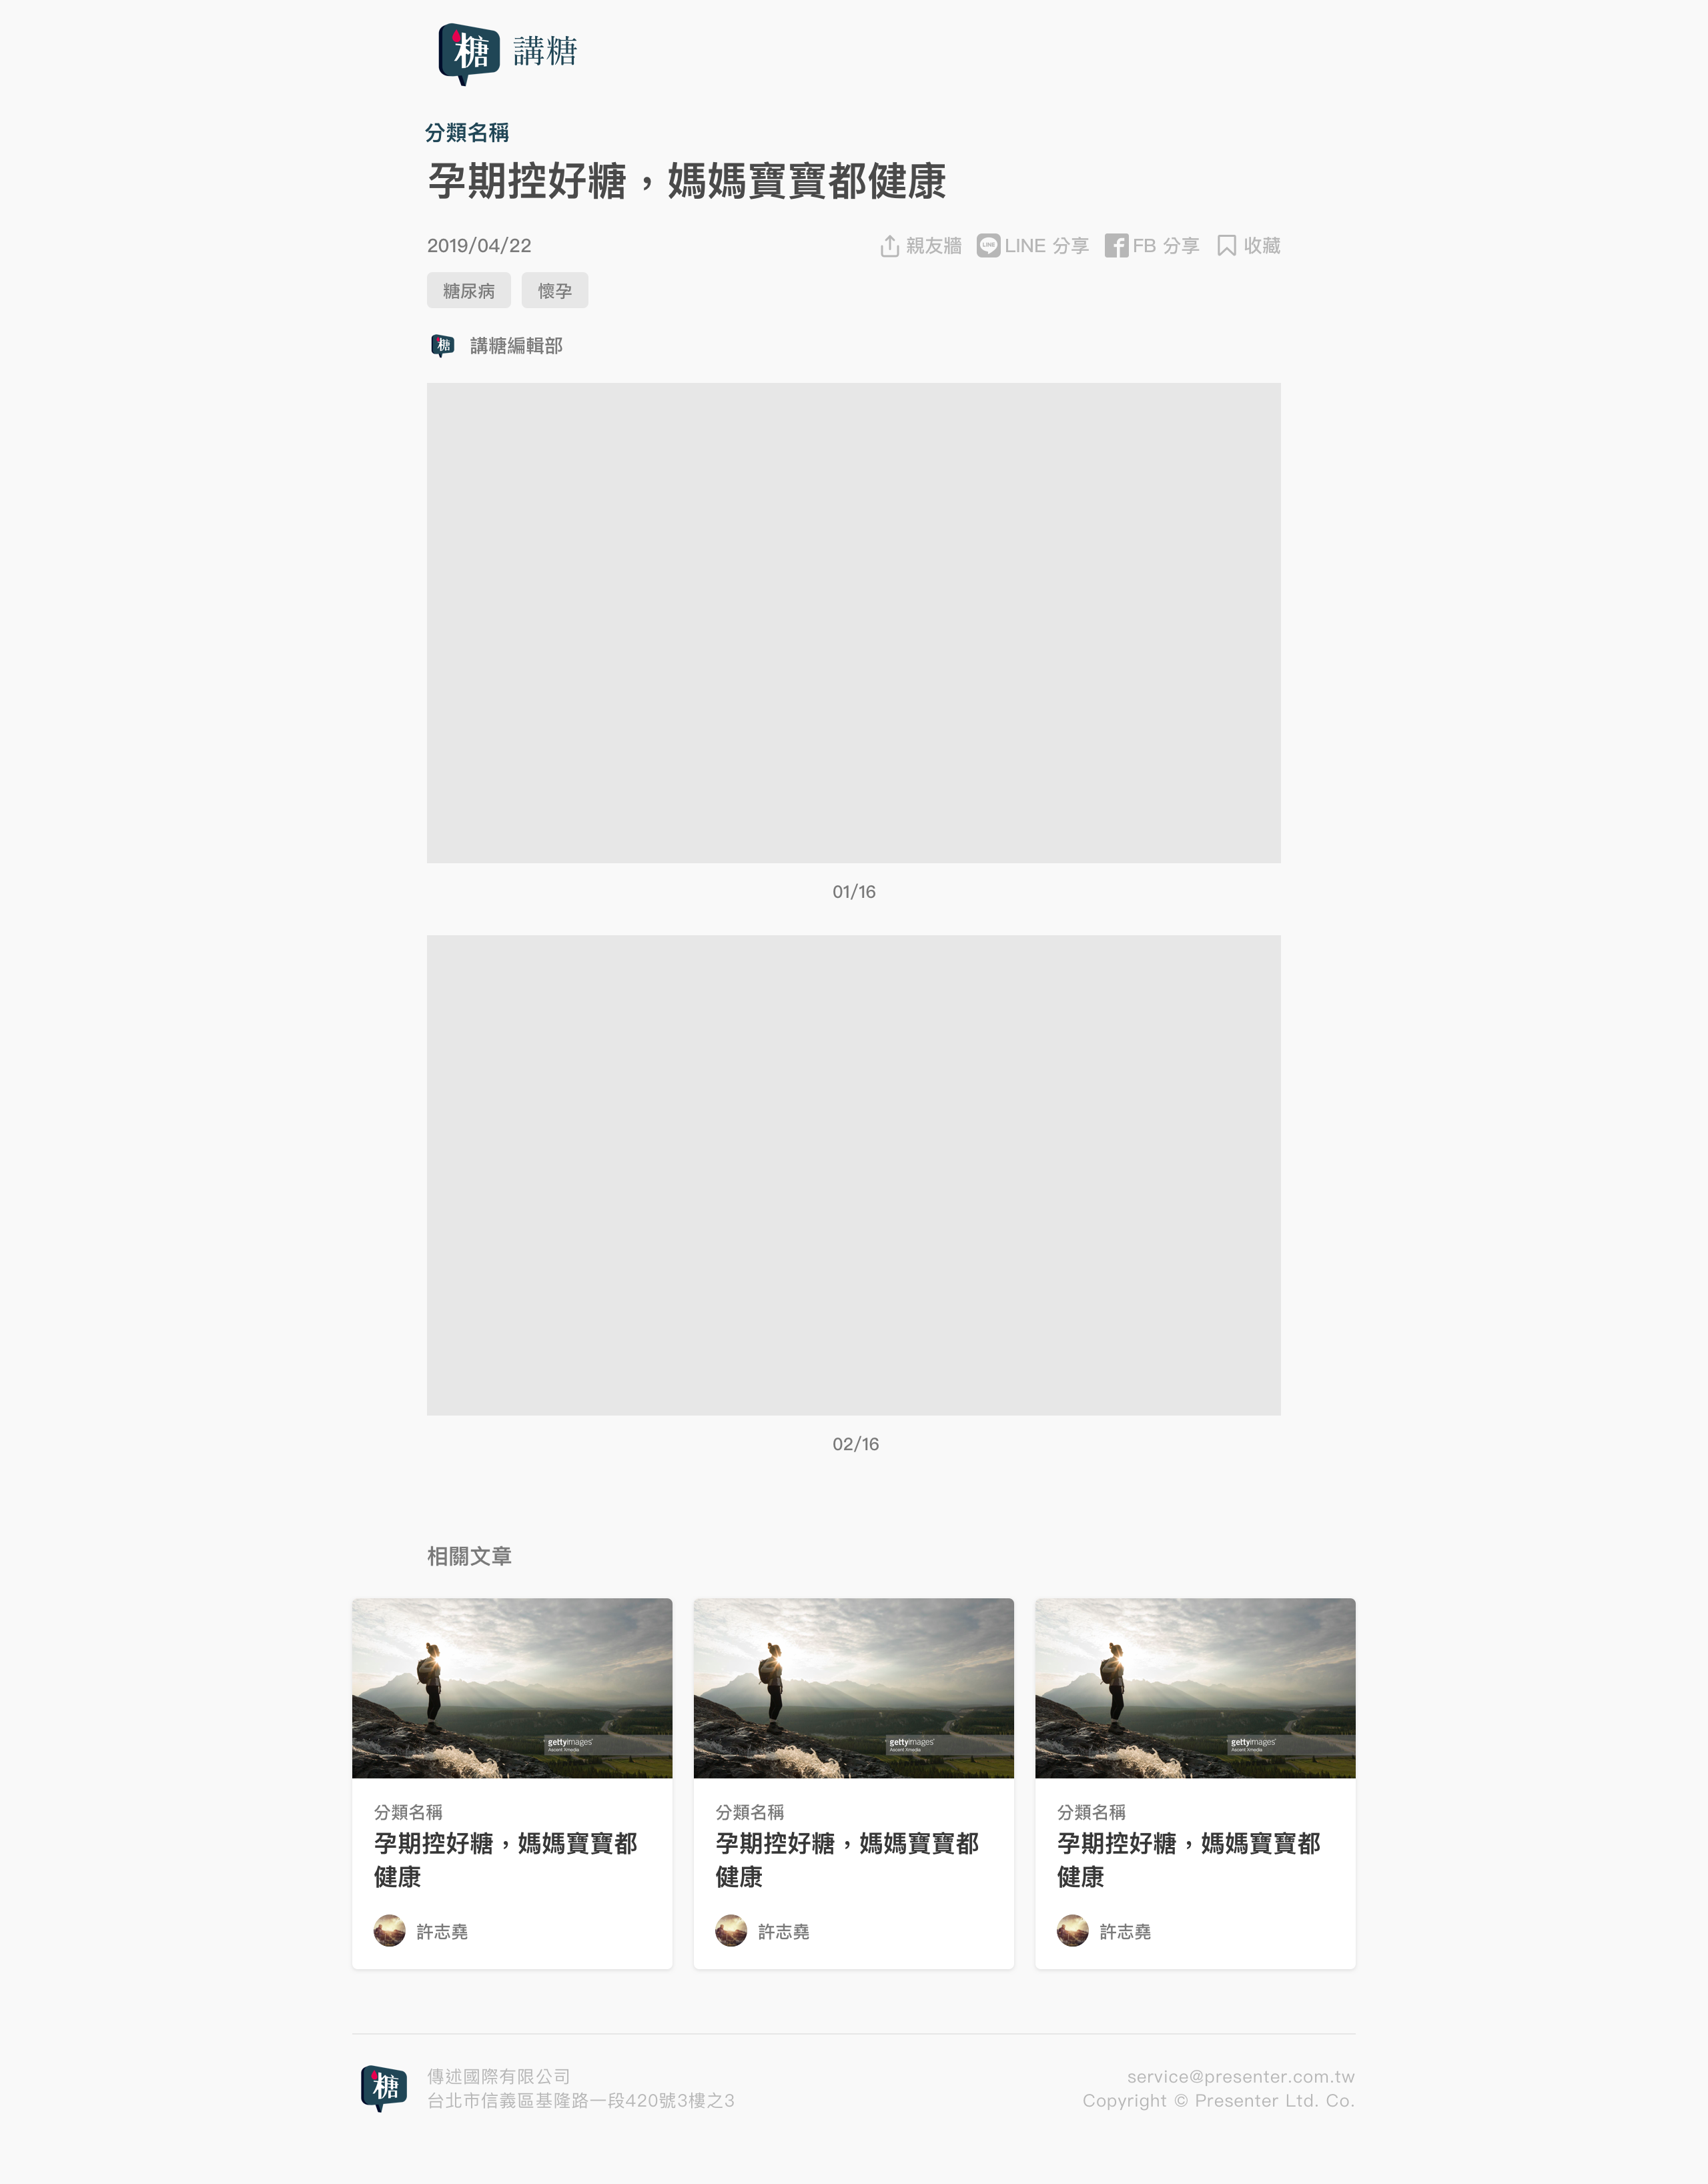 糖 講糖
分類名稱
孕期控好糖，媽媽寶寶都健康
2019/04/22 親友牆 LINE 分享 FB 分享 收藏
糖尿病 懷孕
糖 講糖編輯部
01/16
02/16
相關文章
gettyimages®
Ascent Xmedia
分類名稱
孕期控好糖，媽媽寶寶都
健康
許志堯
gettyimages®
Ascent Xmedia
分類名稱
孕期控好糖，媽媽寶寶都
健康
許志堯
gettyimages®
Ascent Xmedia
分類名稱
孕期控好糖，媽媽寶寶都
健康
許志堯
糖
傳述國際有限公司
台北市信義區基隆路一段420號3樓之3
service@presenter.com.tw
Copyright © Presenter Ltd. Co.